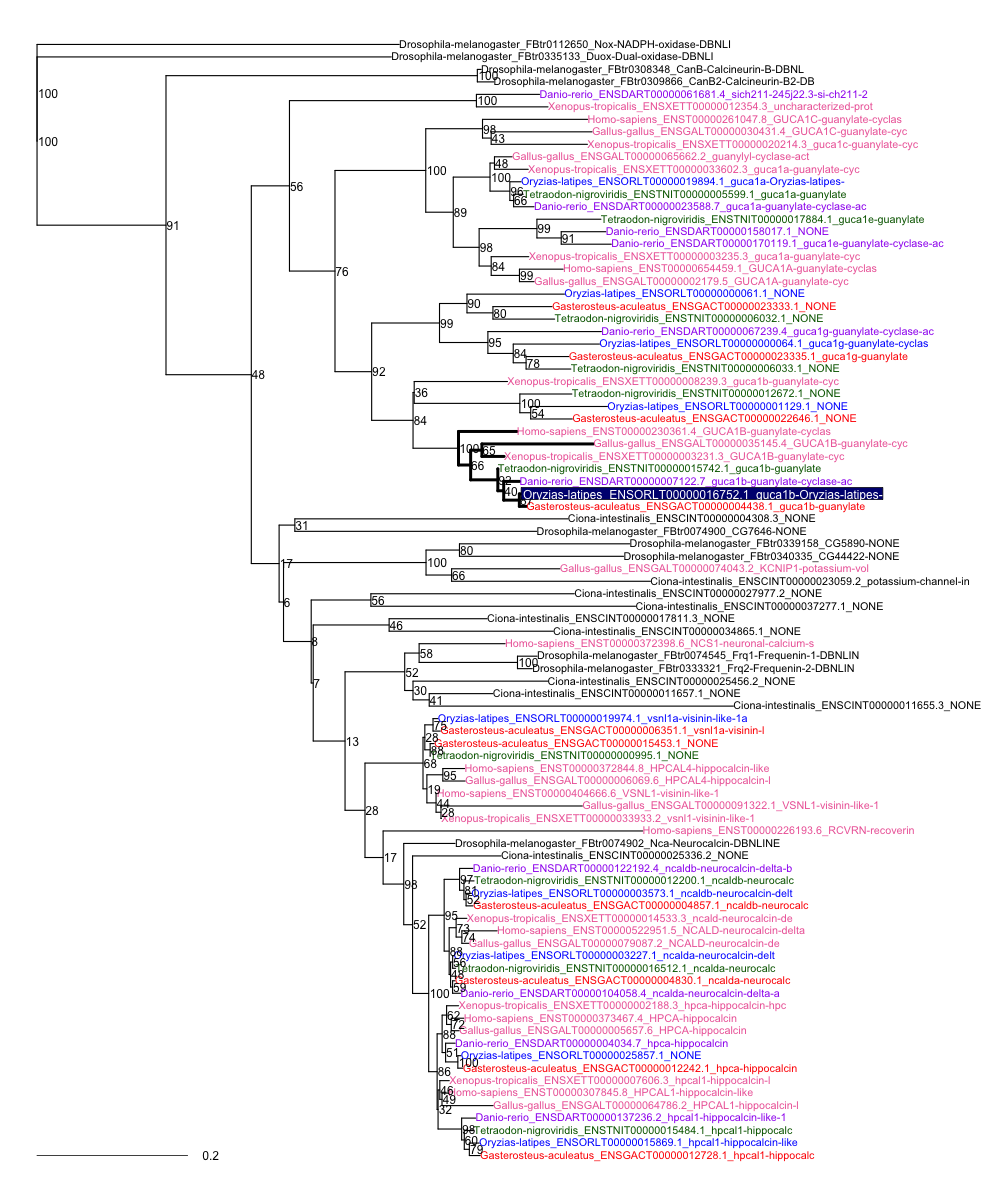 Drosophila-melanogaster_FBtr0112650_Nox-NADPH-oxidase-DBNLI
Drosophila-melanogaster_FBtr0335133_Duox-Dual-oxidase-DBNLI
Drosophila-melanogaster_FBtr0308348_CanB-Calcineurin-B-DBNL
100
Drosophila-melanogaster_FBtr0309866_CanB2-Calcineurin-B2-DB
100
Danio-rerio_ENSDART00000061681.4_sich211-245j22.3-si-ch211-2
100
Xenopus-tropicalis_ENSXETT00000012354.3_uncharacterized-prot
Homo-sapiens_ENST00000261047.8_GUCA1C-guanylate-cyclas
98
Gallus-gallus_ENSGALT00000030431.4_GUCA1C-guanylate-cyc
43
100
Xenopus-tropicalis_ENSXETT00000020214.3_guca1c-guanylate-cyc
Gallus-gallus_ENSGALT00000065662.2_guanylyl-cyclase-act
48
100
Xenopus-tropicalis_ENSXETT00000033602.3_guca1a-guanylate-cyc
100
Oryzias-latipes_ENSORLT00000019894.1_guca1a-Oryzias-latipes-
56
96
Tetraodon-nigroviridis_ENSTNIT00000005599.1_guca1a-guanylate
66
Danio-rerio_ENSDART00000023588.7_guca1a-guanylate-cyclase-ac
89
Tetraodon-nigroviridis_ENSTNIT00000017884.1_guca1e-guanylate
91
99
Danio-rerio_ENSDART00000158017.1_NONE
91
Danio-rerio_ENSDART00000170119.1_guca1e-guanylate-cyclase-ac
98
Xenopus-tropicalis_ENSXETT00000003235.3_guca1a-guanylate-cyc
84
Homo-sapiens_ENST00000654459.1_GUCA1A-guanylate-cyclas
76
99
Gallus-gallus_ENSGALT00000002179.5_GUCA1A-guanylate-cyc
Oryzias-latipes_ENSORLT00000000061.1_NONE
90
Gasterosteus-aculeatus_ENSGACT00000023333.1_NONE
80
Tetraodon-nigroviridis_ENSTNIT00000006032.1_NONE
99
Danio-rerio_ENSDART00000067239.4_guca1g-guanylate-cyclase-ac
95
Oryzias-latipes_ENSORLT00000000064.1_guca1g-guanylate-cyclas
84
Gasterosteus-aculeatus_ENSGACT00000023335.1_guca1g-guanylate
78
Tetraodon-nigroviridis_ENSTNIT00000006033.1_NONE
92
48
Xenopus-tropicalis_ENSXETT00000008239.3_guca1b-guanylate-cyc
36
Tetraodon-nigroviridis_ENSTNIT00000012672.1_NONE
100
Oryzias-latipes_ENSORLT00000001129.1_NONE
54
Gasterosteus-aculeatus_ENSGACT00000022646.1_NONE
84
Homo-sapiens_ENST00000230361.4_GUCA1B-guanylate-cyclas
Gallus-gallus_ENSGALT00000035145.4_GUCA1B-guanylate-cyc
100
65
Xenopus-tropicalis_ENSXETT00000003231.3_GUCA1B-guanylate-cyc
66
Tetraodon-nigroviridis_ENSTNIT00000015742.1_guca1b-guanylate
92
Danio-rerio_ENSDART00000007122.7_guca1b-guanylate-cyclase-ac
40
Oryzias-latipes_ENSORLT00000016752.1_guca1b-Oryzias-latipes-
Gasterosteus-aculeatus_ENSGACT00000004438.1_guca1b-guanylate
Ciona-intestinalis_ENSCINT00000004308.3_NONE
31
Drosophila-melanogaster_FBtr0074900_CG7646-NONE
Drosophila-melanogaster_FBtr0339158_CG5890-NONE
80
Drosophila-melanogaster_FBtr0340335_CG44422-NONE
17
100
Gallus-gallus_ENSGALT00000074043.2_KCNIP1-potassium-vol
66
Ciona-intestinalis_ENSCINT00000023059.2_potassium-channel-in
Ciona-intestinalis_ENSCINT00000027977.2_NONE
6
56
Ciona-intestinalis_ENSCINT00000037277.1_NONE
Ciona-intestinalis_ENSCINT00000017811.3_NONE
46
Ciona-intestinalis_ENSCINT00000034865.1_NONE
8
Homo-sapiens_ENST00000372398.6_NCS1-neuronal-calcium-s
58
Drosophila-melanogaster_FBtr0074545_Frq1-Frequenin-1-DBNLIN
100
Drosophila-melanogaster_FBtr0333321_Frq2-Frequenin-2-DBNLIN
52
7
Ciona-intestinalis_ENSCINT00000025456.2_NONE
30
Ciona-intestinalis_ENSCINT00000011657.1_NONE
41
Ciona-intestinalis_ENSCINT00000011655.3_NONE
Oryzias-latipes_ENSORLT00000019974.1_vsnl1a-visinin-like-1a
75
Gasterosteus-aculeatus_ENSGACT00000006351.1_vsnl1a-visinin-l
28
13
Gasterosteus-aculeatus_ENSGACT00000015453.1_NONE
88
Tetraodon-nigroviridis_ENSTNIT00000000995.1_NONE
68
Homo-sapiens_ENST00000372844.8_HPCAL4-hippocalcin-like
95
Gallus-gallus_ENSGALT00000006069.6_HPCAL4-hippocalcin-l
19
Homo-sapiens_ENST00000404666.6_VSNL1-visinin-like-1
44
Gallus-gallus_ENSGALT00000091322.1_VSNL1-visinin-like-1
28
28
Xenopus-tropicalis_ENSXETT00000033933.2_vsnl1-visinin-like-1
Homo-sapiens_ENST00000226193.6_RCVRN-recoverin
Drosophila-melanogaster_FBtr0074902_Nca-Neurocalcin-DBNLINE
17
Ciona-intestinalis_ENSCINT00000025336.2_NONE
Danio-rerio_ENSDART00000122192.4_ncaldb-neurocalcin-delta-b
98
97
Tetraodon-nigroviridis_ENSTNIT00000012200.1_ncaldb-neurocalc
81
Oryzias-latipes_ENSORLT00000003573.1_ncaldb-neurocalcin-delt
52
Gasterosteus-aculeatus_ENSGACT00000004857.1_ncaldb-neurocalc
95
Xenopus-tropicalis_ENSXETT00000014533.3_ncald-neurocalcin-de
52
73
Homo-sapiens_ENST00000522951.5_NCALD-neurocalcin-delta
74
Gallus-gallus_ENSGALT00000079087.2_NCALD-neurocalcin-de
88
Oryzias-latipes_ENSORLT00000003227.1_ncalda-neurocalcin-delt
56
Tetraodon-nigroviridis_ENSTNIT00000016512.1_ncalda-neurocalc
48
Gasterosteus-aculeatus_ENSGACT00000004830.1_ncalda-neurocalc
59
100
Danio-rerio_ENSDART00000104058.4_ncalda-neurocalcin-delta-a
Xenopus-tropicalis_ENSXETT00000002188.3_hpca-hippocalcin-hpc
62
Homo-sapiens_ENST00000373467.4_HPCA-hippocalcin
72
Gallus-gallus_ENSGALT00000005657.6_HPCA-hippocalcin
88
Danio-rerio_ENSDART00000004034.7_hpca-hippocalcin
51
Oryzias-latipes_ENSORLT00000025857.1_NONE
100
Gasterosteus-aculeatus_ENSGACT00000012242.1_hpca-hippocalcin
86
Xenopus-tropicalis_ENSXETT00000007606.3_hpcal1-hippocalcin-l
46
Homo-sapiens_ENST00000307845.8_HPCAL1-hippocalcin-like
49
Gallus-gallus_ENSGALT00000064786.2_HPCAL1-hippocalcin-l
32
Danio-rerio_ENSDART00000137236.2_hpcal1-hippocalcin-like-1
98
Tetraodon-nigroviridis_ENSTNIT00000015484.1_hpcal1-hippocalc
60
Oryzias-latipes_ENSORLT00000015869.1_hpcal1-hippocalcin-like
79
Gasterosteus-aculeatus_ENSGACT00000012728.1_hpcal1-hippocalc
0.2